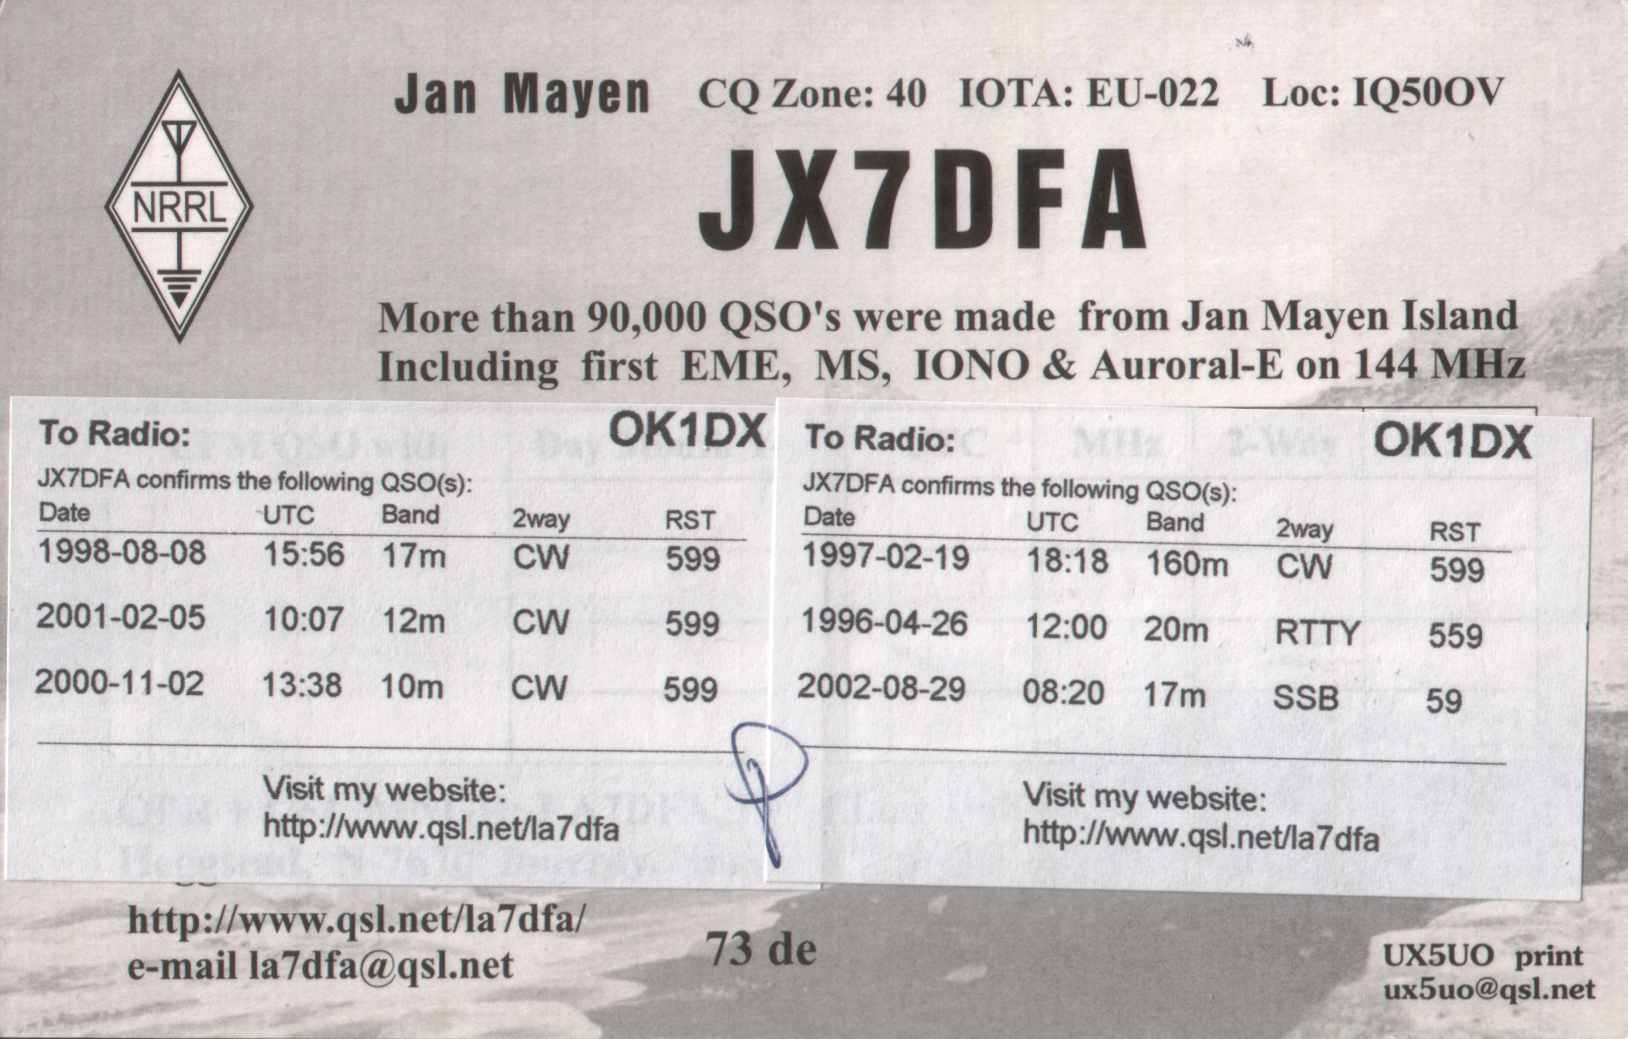 Jan Mayen CQ Zone: 40 IOTA: EU-022 Loc: IQ50OV
NRRL
JX7DFA
More than 90,000 QSO's were made from Jan Mayen Island
Including first EME, MS, IONO & Auroral-E on 144 MHz
To Radio: OK1DX
JX7DFA confirms the following QSO(s):
Date UTC Band 2way RST
1998-08-08 15:56 17m CW 599
2001-02-05 10:07 12m CW 599
2000-11-02 13:38 10m CW 599
Visit my website:
http://www.qsl.net/la7dfa
To Radio: OK1DX
JX7DFA confirms the following QSO(s):
Date UTC Band 2way RST
1997-02-19 18:18 160m CW 599
1996-04-26 12:00 20m RTTY 559
2002-08-29 08:20 17m SSB 59
Visit my website:
http://www.qsl.net/la7dfa
http://www.qsl.net/la7dfa/
e-mail la7dfa@qsl.net
73 de
UX5UO print
ux5uo@qsl.net